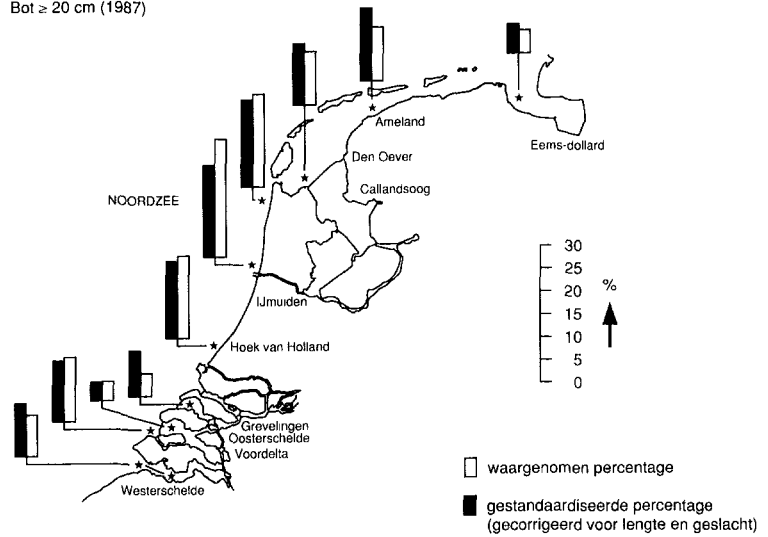 Bot ≥ 20 cm (1987)
Ameland
Eems-dollard
Den Oever
Callandsoog
NOORDZEE
30
25
20
15
10
5
0
%
IJmuiden
Hoek van Holland
Grevelingen
Oosterschelde
Voordelta
Westerschelde
waargenomen percentage
gestandaardiseerde percentage
(gecorrigeerd voor lengte en geslacht)